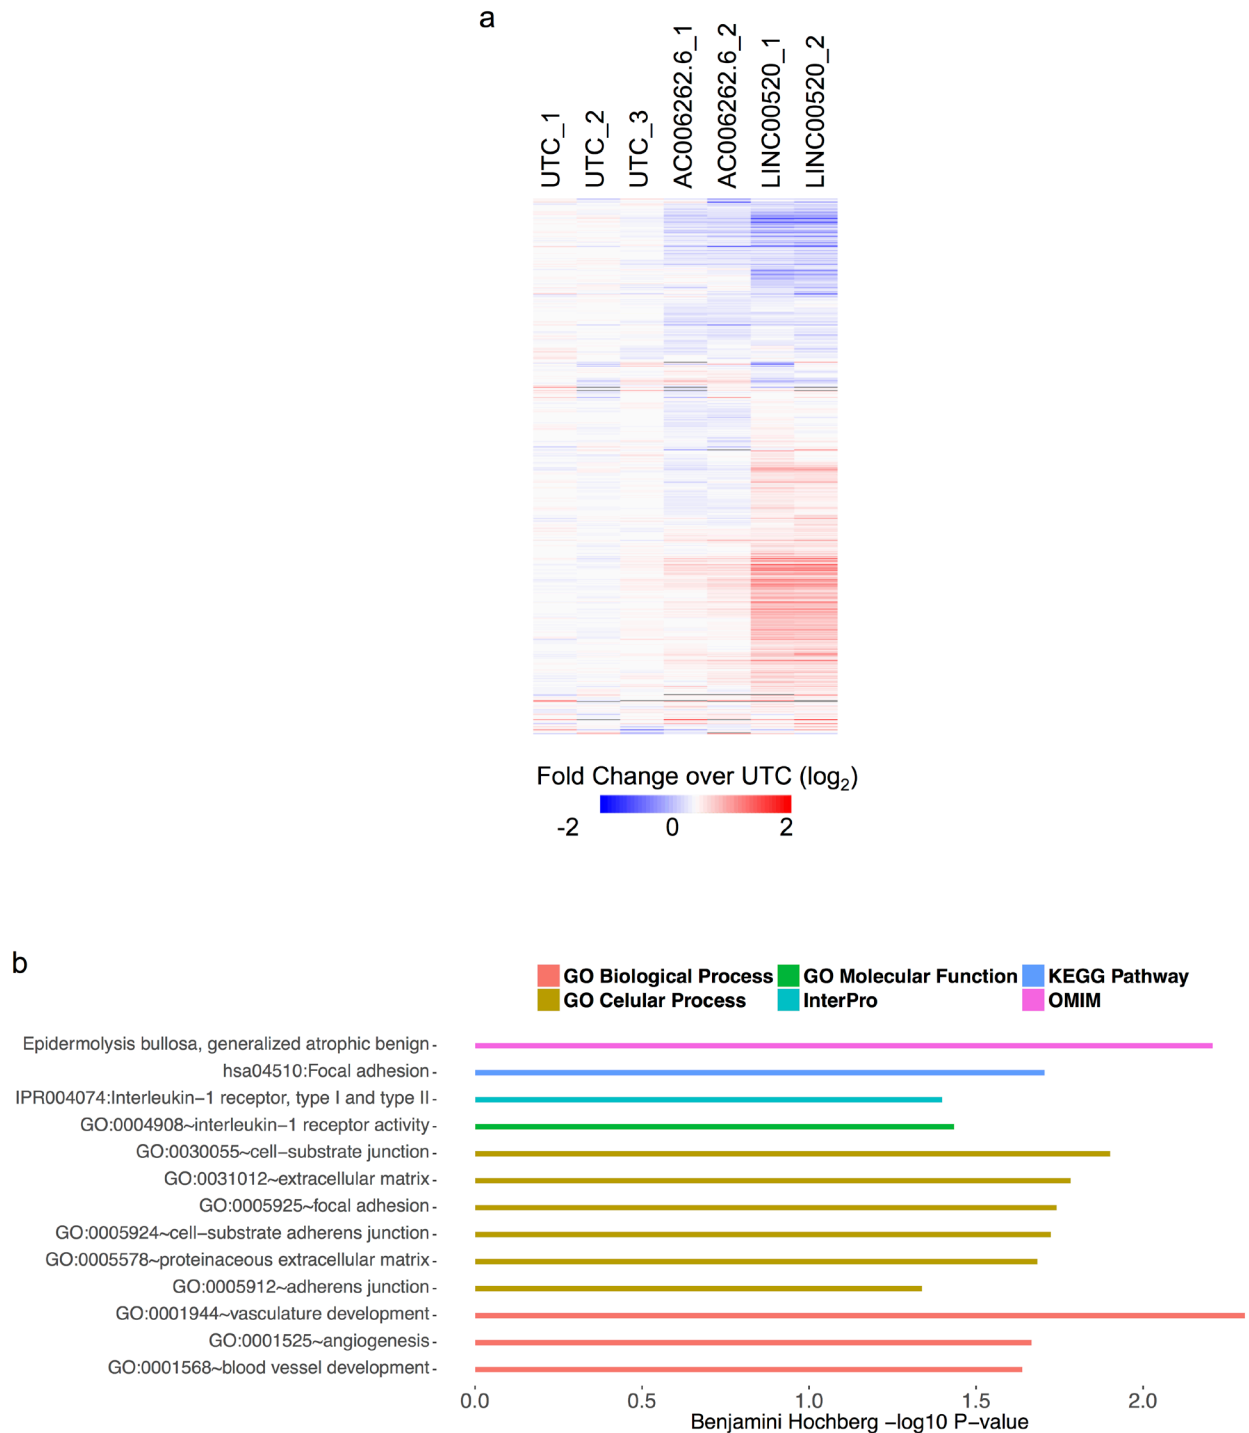 a
UTC_1
UTC_2
UTC_3
AC006262.6_1
AC006262.6_2
LINC00520_1
LINC00520_2
Fold Change over UTC (log2)
-2 0 2
b
GO Biological Process GO Molecular Function KEGG Pathway
GO Celular Process InterPro OMIM
Epidermolysis bullosa, generalized atrophic benign
hsa04510:Focal adhesion
IPR004074:Interleukin−1 receptor, type I and type II
GO:0004908~interleukin−1 receptor activity
GO:0030055~cell−substrate junction
GO:0031012~extracellular matrix
GO:0005925~focal adhesion
GO:0005924~cell−substrate adherens junction
GO:0005578~proteinaceous extracellular matrix
GO:0005912~adherens junction
GO:0001944~vasculature development
GO:0001525~angiogenesis
GO:0001568~blood vessel development
0.0 0.5 1.0 1.5 2.0
Benjamini Hochberg −log10 P−value